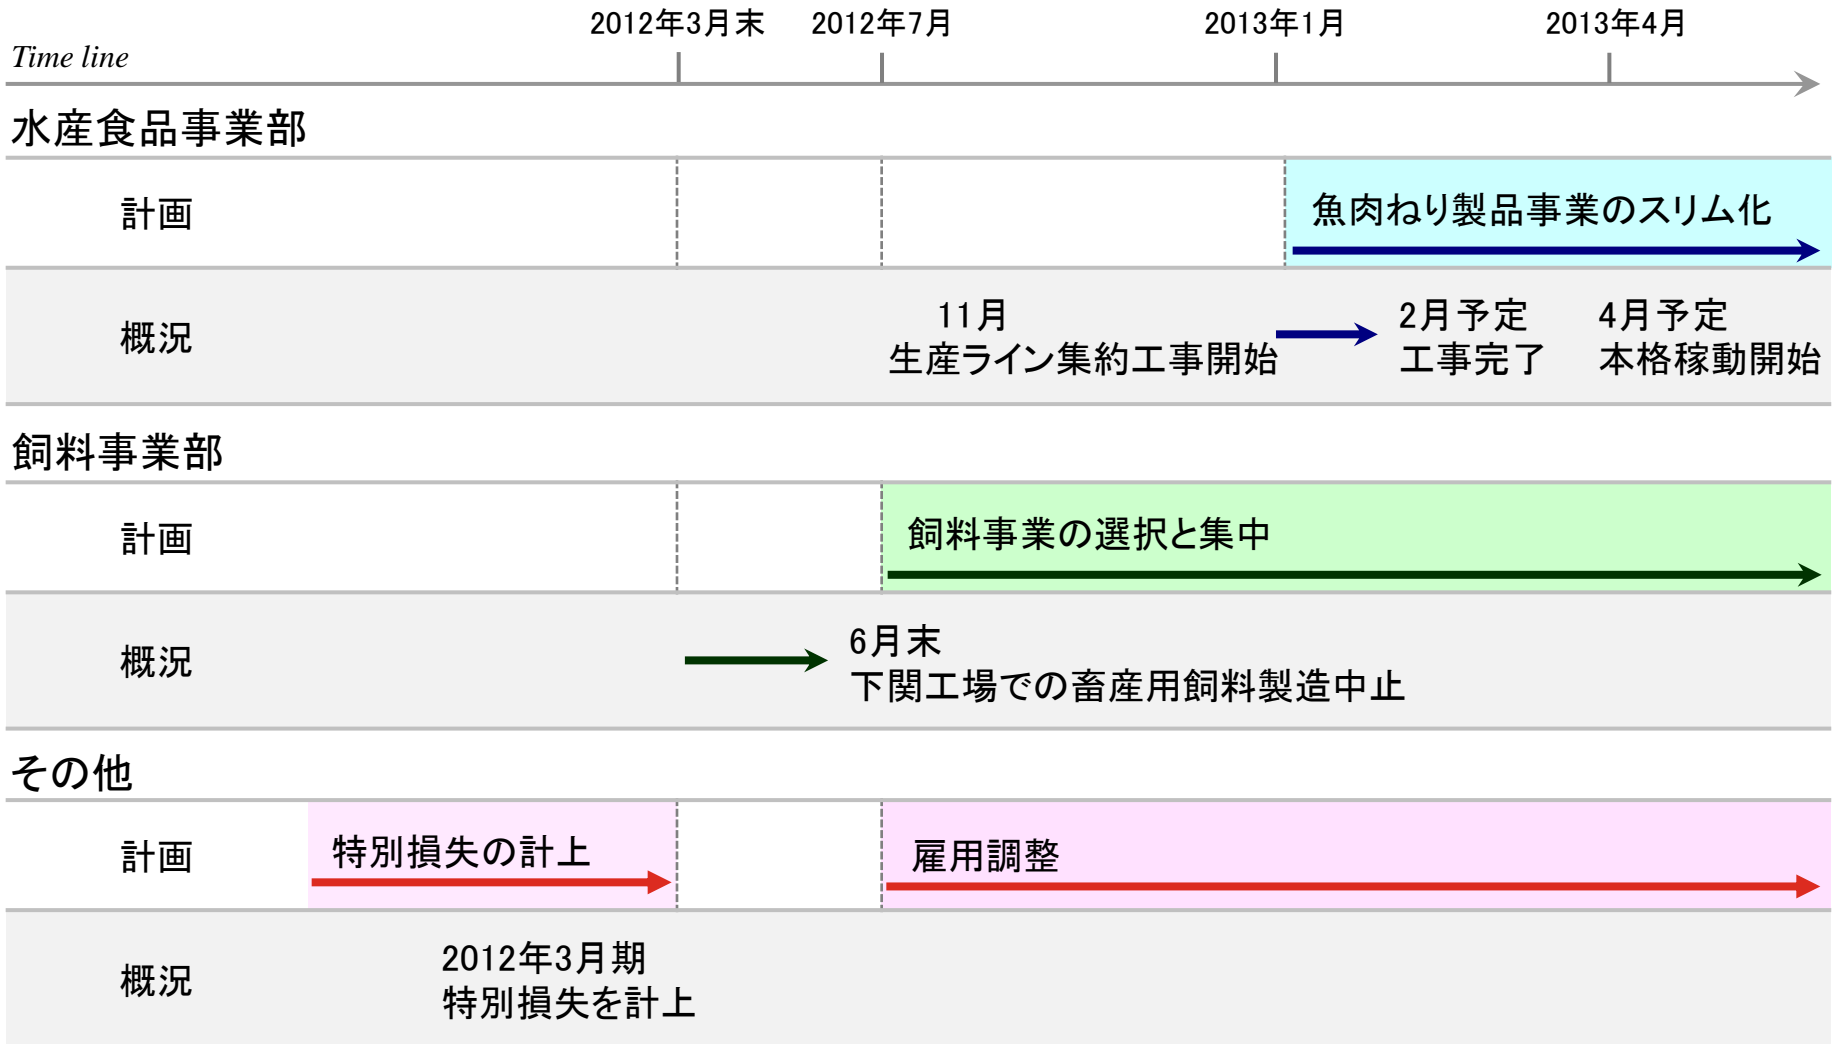 2012年3月末 2012年7月 2013年1月 2013年4月
Time line
水産食品事業部
計画
魚肉ねり製品事業のスリム化
概況
11月
生産ライン集約工事開始
2月予定
工事完了
4月予定
本格稼動開始
飼料事業部
計画
飼料事業の選択と集中
概況
6月末
下関工場での畜産用飼料製造中止
その他
計画
特別損失の計上
雇用調整
概況
2012年3月期
特別損失を計上